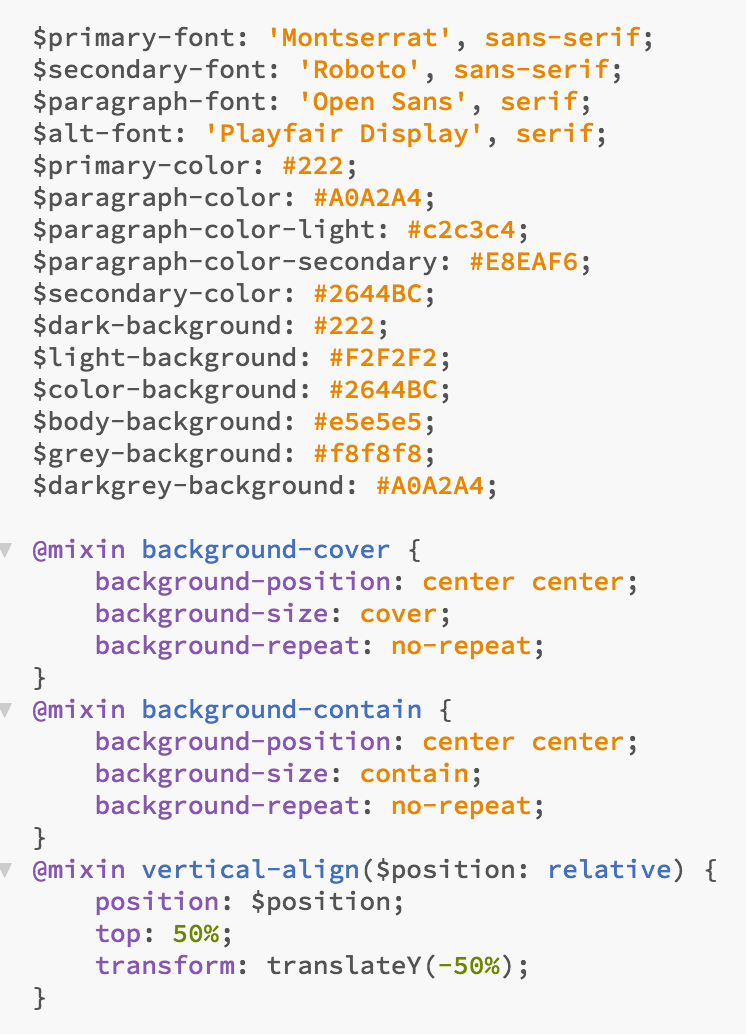 $primary-font: 'Montserrat', sans-serif;
$secondary-font: 'Roboto', sans-serif;
$paragraph-font: 'Open Sans', serif;
$alt-font: 'Playfair Display', serif;
$primary-color: #222;
$paragraph-color: #A0A2A4;
$paragraph-color-light: #c2c3c4;
$paragraph-color-secondary: #E8EAF6;
$secondary-color: #2644BC;
$dark-background: #222;
$light-background: #F2F2F2;
$color-background: #2644BC;
$body-background: #e5e5e5;
$grey-background: #f8f8f8;
$darkgrey-background: #A0A2A4;

@mixin background-cover {
    background-position: center center;
    background-size: cover;
    background-repeat: no-repeat;
}
@mixin background-contain {
    background-position: center center;
    background-size: contain;
    background-repeat: no-repeat;
}
@mixin vertical-align($position: relative) {
    position: $position;
    top: 50%;
    transform: translateY(-50%);
}